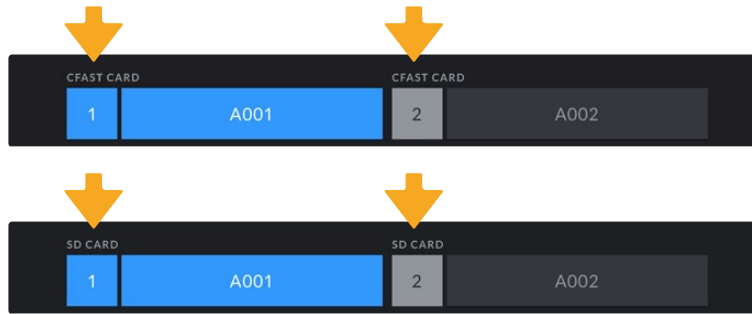 CFAST CARD CFAST CARD
1 A001 2 A002
SD CARD SD CARD
1 A001 2 A002